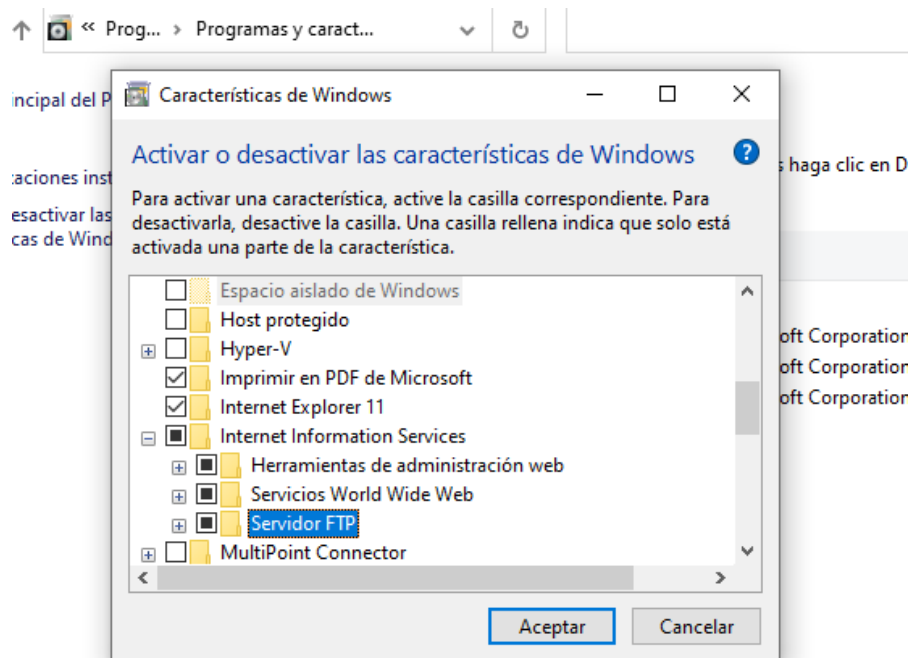 « Prog... > Programas y caract...
incipal del P
Características de Windows
Activar o desactivar las características de Windows
s haga clic en D
aciones inst
Para activar una característica, active la casilla correspondiente. Para
desactivarla, desactive la casilla. Una casilla rellena indica que solo está
activada una parte de la característica.
esactivar las
cas de Wind
Espacio aislado de Windows
Host protegido
Hyper-V
Imprimir en PDF de Microsoft
Internet Explorer 11
Internet Information Services
Herramientas de administración web
Servicios World Wide Web
Servidor FTP
MultiPoint Connector
oft Corporation
oft Corporation
oft Corporation
Aceptar
Cancelar